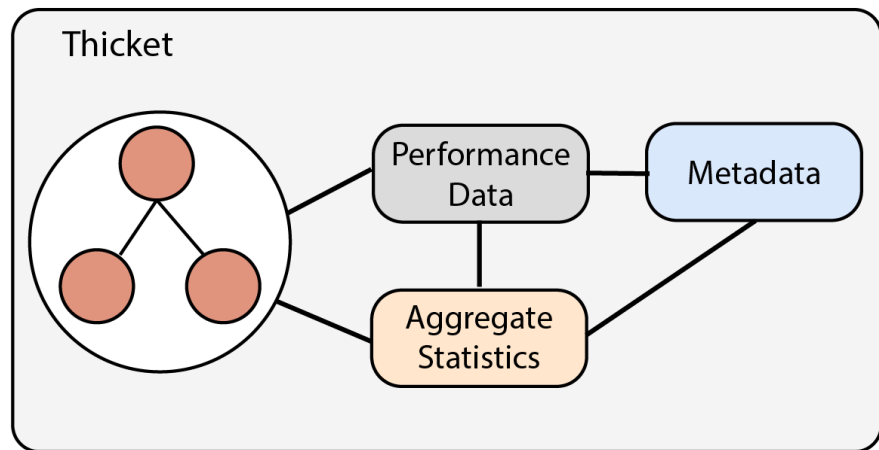 Thicket
Performance
Data
Metadata
Aggregate
Statistics